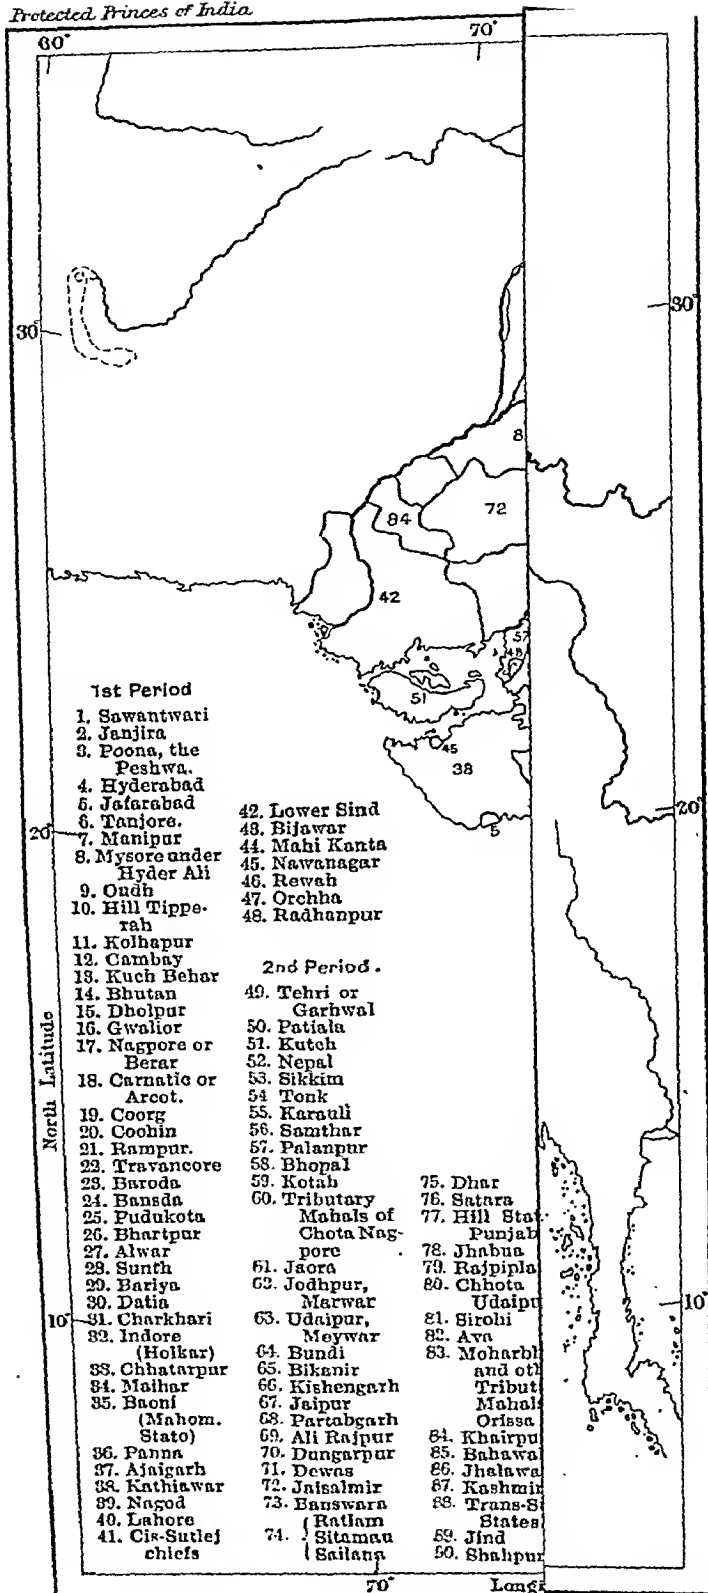 Protected Princes of India
60°
70°
30°
30°
8
72
84
42
57
48
51
45
38
5
20°
20°
North Latitude
10°
10°
1st Period
1. Sawantwari
2. Janjira
3. Poona, the
Peshwa.
4. Hyderabad
5. Jafarabad
6. Tanjore.
7. Manipur
8. Mysore under
Hyder Ali
9. Oudh
10. Hill Tippe-
rah
11. Kolhapur
12. Cambay
13. Kuch Behar
14. Bhutan
15. Dholpur
16. Gwalior
17. Nagpore or
Berar
18. Carnatic or
Arcot.
19. Coorg
20. Coohin
21. Rampur.
22. Travancore
23. Baroda
24. Bansda
25. Pudukota
26. Bhartpur
27. Alwar
28. Sunth
29. Bariya
30. Datia
31. Charkhari
32. Indore
(Holkar)
33. Chhatarpur
34. Maihar
35. Baoni
(Mahom.
Stato)
36. Panna
37. Ajaigarh
38. Kathiawar
39. Nagod
40. Lahore
41. Cis-Sutlej
chiefs
42. Lower Sind
43. Bijawar
44. Mahi Kanta
45. Nawanagar
46. Rewah
47. Orchha
48. Radhanpur
2nd Period.
49. Tehri or
Garhwal
50. Patiala
51. Kutch
52. Nepal
53. Sikkim
54 Tonk
55. Karauli
56. Samthar
57. Palanpur
58. Bhopal
59. Kotah
60. Tributary
Mahals of
Chota Nag-
pore
61. Jaora
62. Jodhpur,
Marwar
63. Udaipur,
Meywar
64. Bundi
65. Bikanir
66. Kishengarh
67. Jaipur
68. Partabgarh
69. Ali Rajpur
70. Dungarpur
71. Dewas
72. Jaisalmir
73. Banswara
74. Ratlam
Sitamau
Sailana
75. Dhar
76. Satara
77. Hill Stat
Punjab
78. Jhabua
79. Rajpipla
80. Chhota
Udaipu
81. Sirohi
82. Ava
83. Moharbh
and oth
Tribut
Mahals
Orissa
84. Khairpu
85. Bahawa
86. Jhalawa
87. Kashmir
88. Trans-S
States
89. Jind
90. Shahpur
70°
Longi